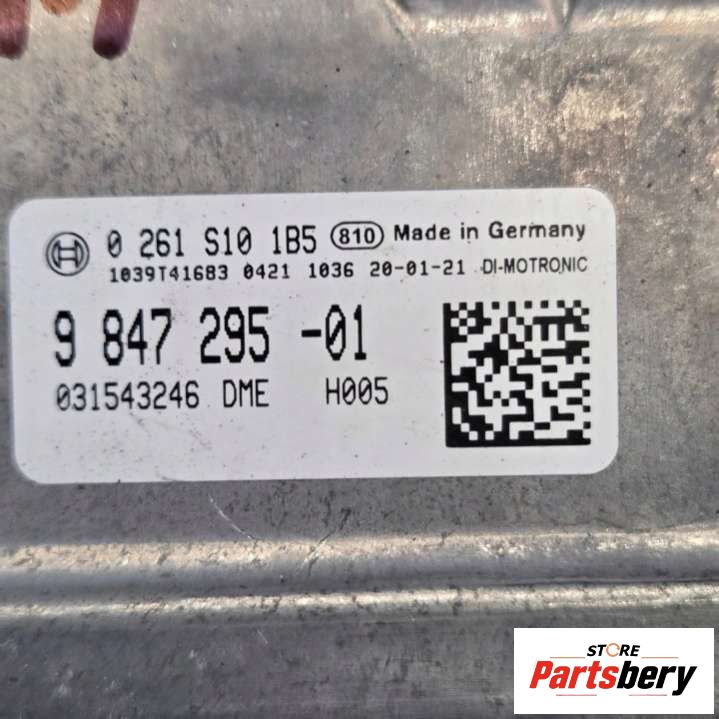 0 261 S10 1B5 810 Made in Germany
1039T41683 0421 1036 20-01-21 DI-MOTRONIC
9 847 295 -01
031543246 DME H005
STORE
Partsbery